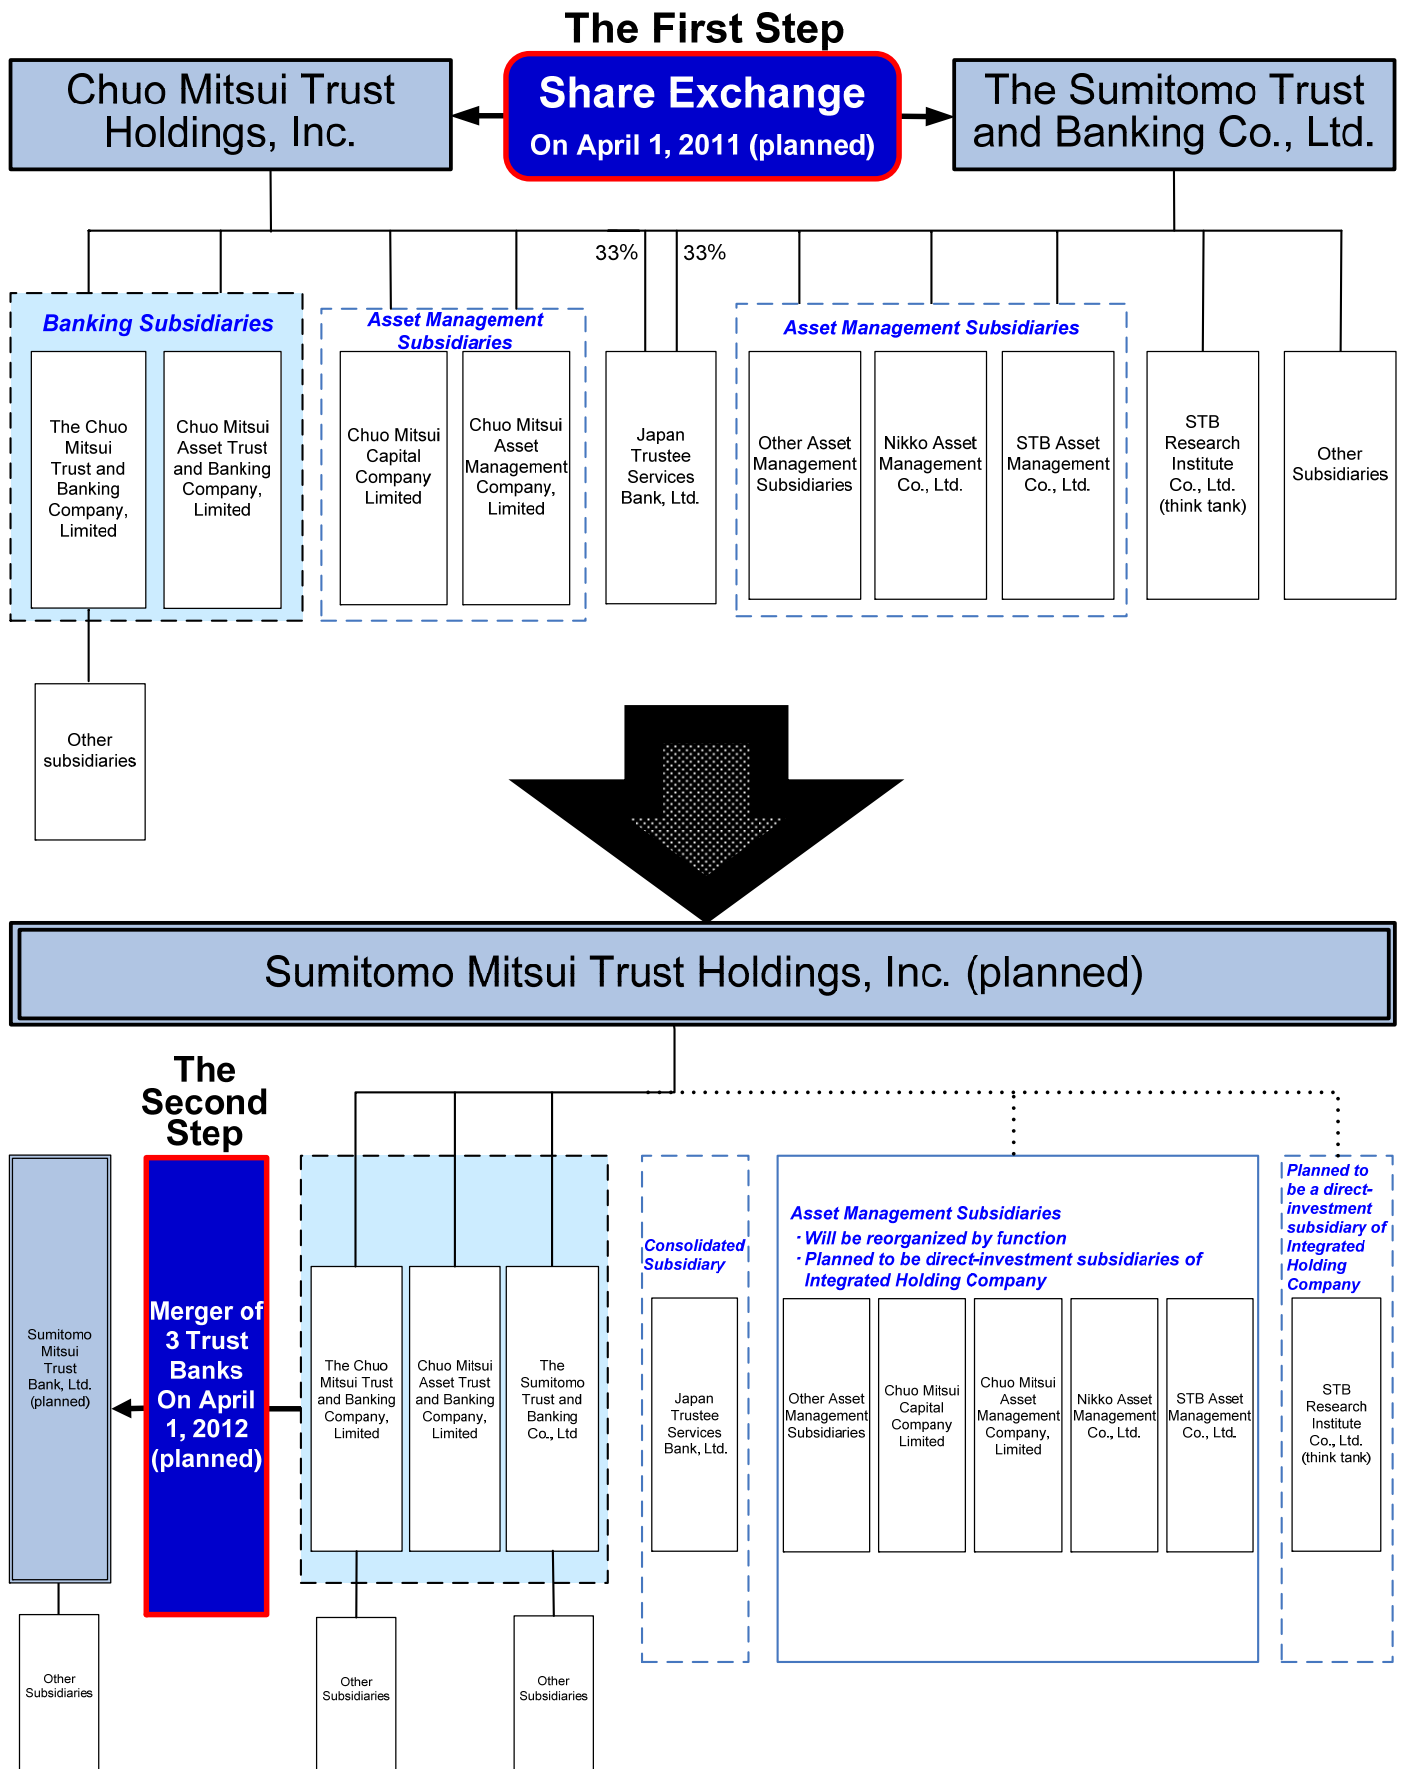 The First Step
Chuo Mitsui Trust
Holdings, Inc.
Share Exchange
On April 1, 2011 (planned)
The Sumitomo Trust
and Banking Co., Ltd.
33%
33%
Banking Subsidiaries
The Chuo
Mitsui
Trust and
Banking
Company,
Limited
Chuo Mitsui
Asset Trust
and Banking
Company,
Limited
Asset Management
Subsidiaries
Chuo Mitsui
Capital
Company
Limited
Chuo Mitsui
Asset
Management
Company,
Limited
Japan
Trustee
Services
Bank, Ltd.
Asset Management Subsidiaries
Other Asset
Management
Subsidiaries
Nikko Asset
Management
Co., Ltd.
STB Asset
Management
Co., Ltd.
STB
Research
Institute
Co., Ltd.
(think tank)
Other
Subsidiaries
Other
subsidiaries
Sumitomo Mitsui Trust Holdings, Inc. (planned)
The
Second
Step
Sumitomo
Mitsui
Trust
Bank, Ltd.
(planned)
Merger of
3 Trust
Banks
On April
1, 2012
(planned)
The Chuo
Mitsui Trust
and Banking
Company,
Limited
Chuo Mitsui
Asset Trust
and Banking
Company,
Limited
The
Sumitomo
Trust and
Banking
Co., Ltd
Consolidated
Subsidiary
Japan
Trustee
Services
Bank, Ltd.
Asset Management Subsidiaries
・Will be reorganized by function
・Planned to be direct-investment subsidiaries of
Integrated Holding Company
Other Asset
Management
Subsidiaries
Chuo Mitsui
Capital
Company
Limited
Chuo Mitsui
Asset
Management
Company,
Limited
Nikko Asset
Management
Co., Ltd.
STB Asset
Management
Co., Ltd.
Planned to
be a direct-
investment
subsidiary of
Integrated
Holding
Company
STB
Research
Institute
Co., Ltd.
(think tank)
Other
Subsidiaries
Other
Subsidiaries
Other
Subsidiaries